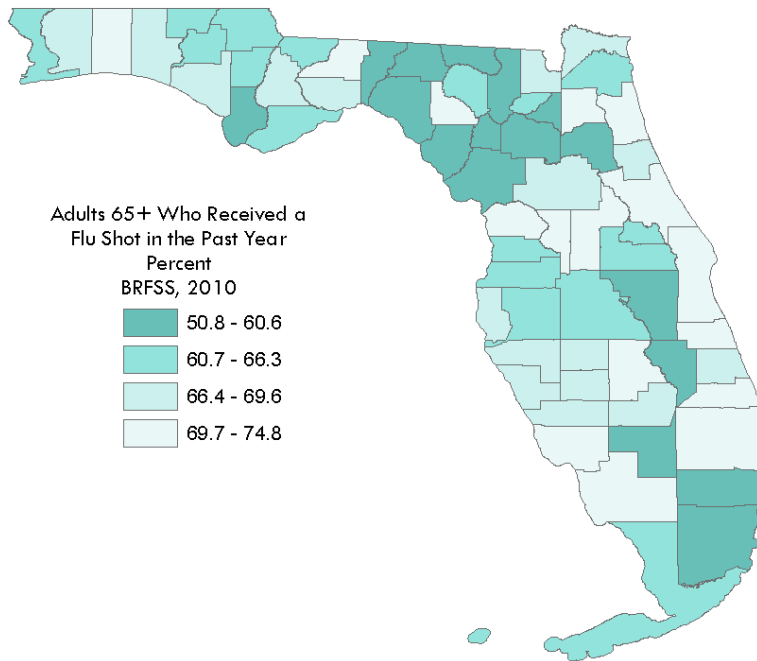 Adults 65+ Who Received a
Flu Shot in the Past Year
Percent
BRFSS, 2010
50.8 - 60.6
60.7 - 66.3
66.4 - 69.6
69.7 - 74.8